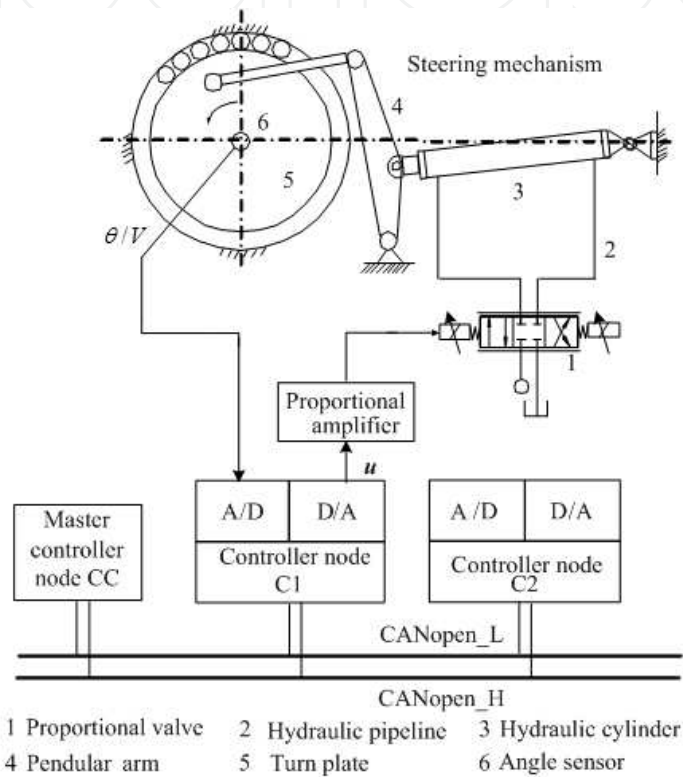 Steering mechanism
4
6
5
3
θ/V
2
1
Proportional
amplifier
u
A/D
D/A
A/D
D/A
Master
controller
node CC
Controller node
C1
Controller node
C2
CANopen_L
CANopen_H
1 Proportional valve 2 Hydraulic pipeline 3 Hydraulic cylinder
4 Pendular arm 5 Turn plate 6 Angle sensor